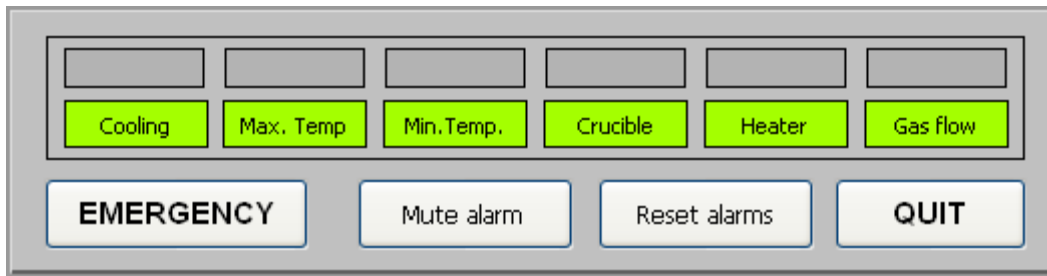 Cooling Max. Temp Min.Temp. Crucible Heater Gas flow
EMERGENCY Mute alarm Reset alarms QUIT